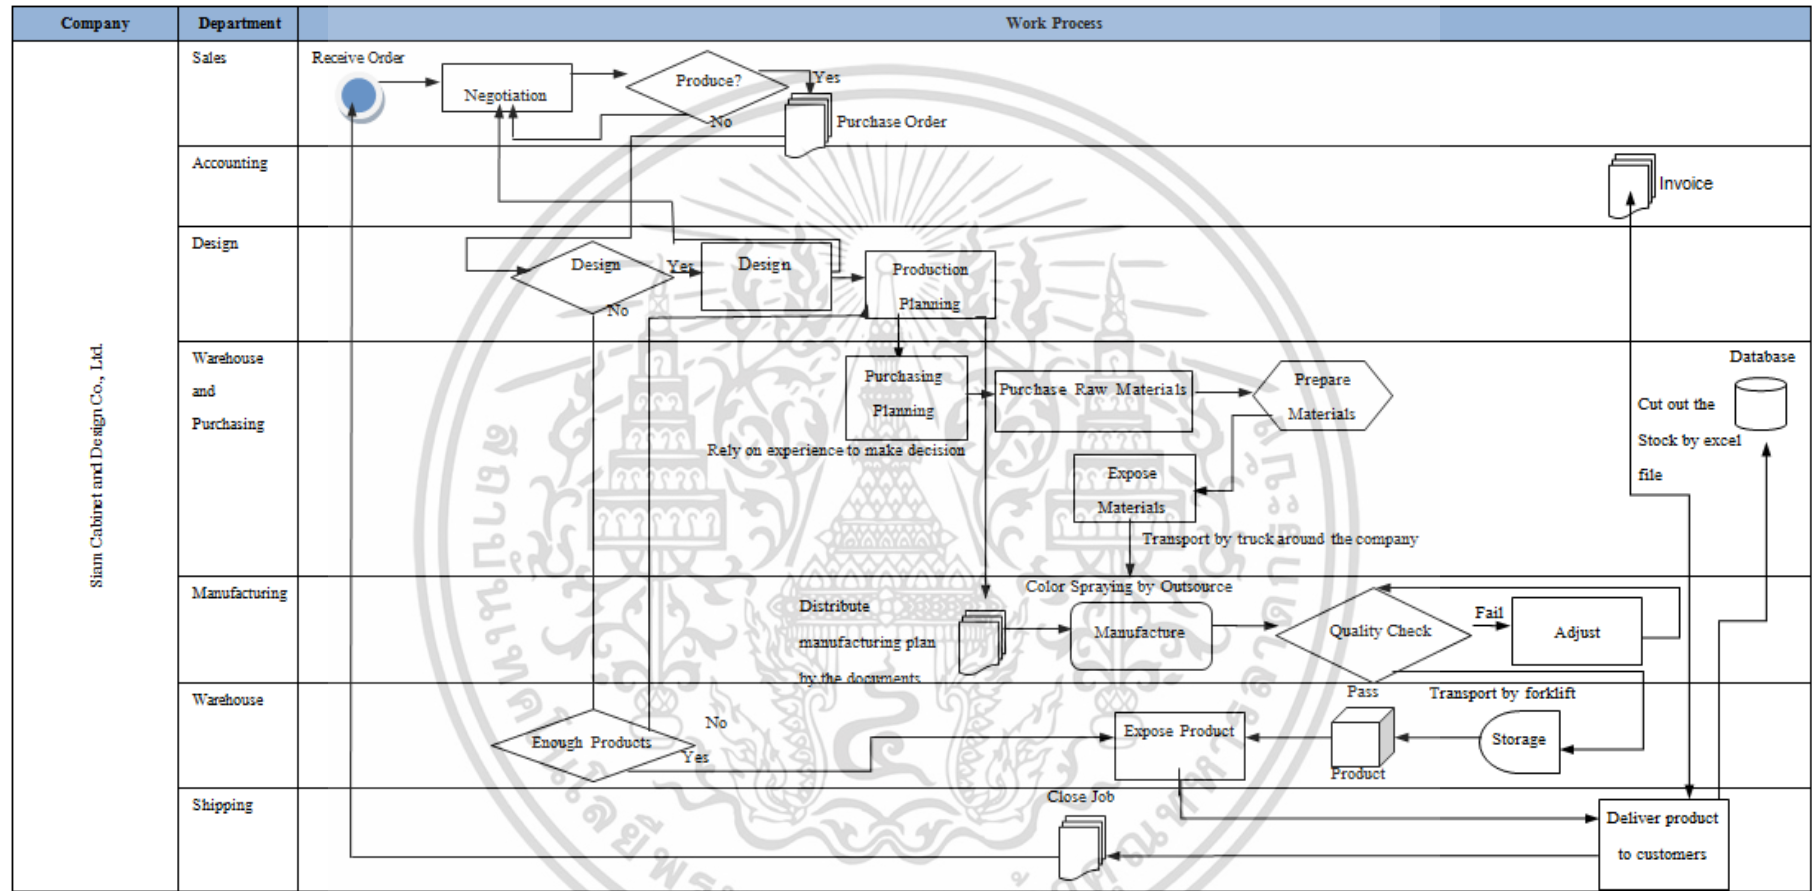 Company
Department
Work Process
Siam Cabinet and Design Co., Ltd.
Sales
Receive Order
Negotiation
Produce?
Yes
No
Purchase Order
Accounting
Invoice
Design
Design
Yes
No
Design
Production
Planning
Warehouse
and
Purchasing
Purchasing
Planning
Rely on experience to make decision
Purchase Raw Materials
Prepare
Materials
Expose
Materials
Transport by truck around the company
Database
Cut out the
Stock by excel
file
Manufacturing
Distribute
manufacturing plan
by the documents
Color Spraying by Outsource
Manufacture
Quality Check
Fail
Adjust
Warehouse
Enough Products
No
Yes
Expose Product
Pass
Product
Transport by forklift
Storage
Shipping
Close Job
Deliver product
to customers